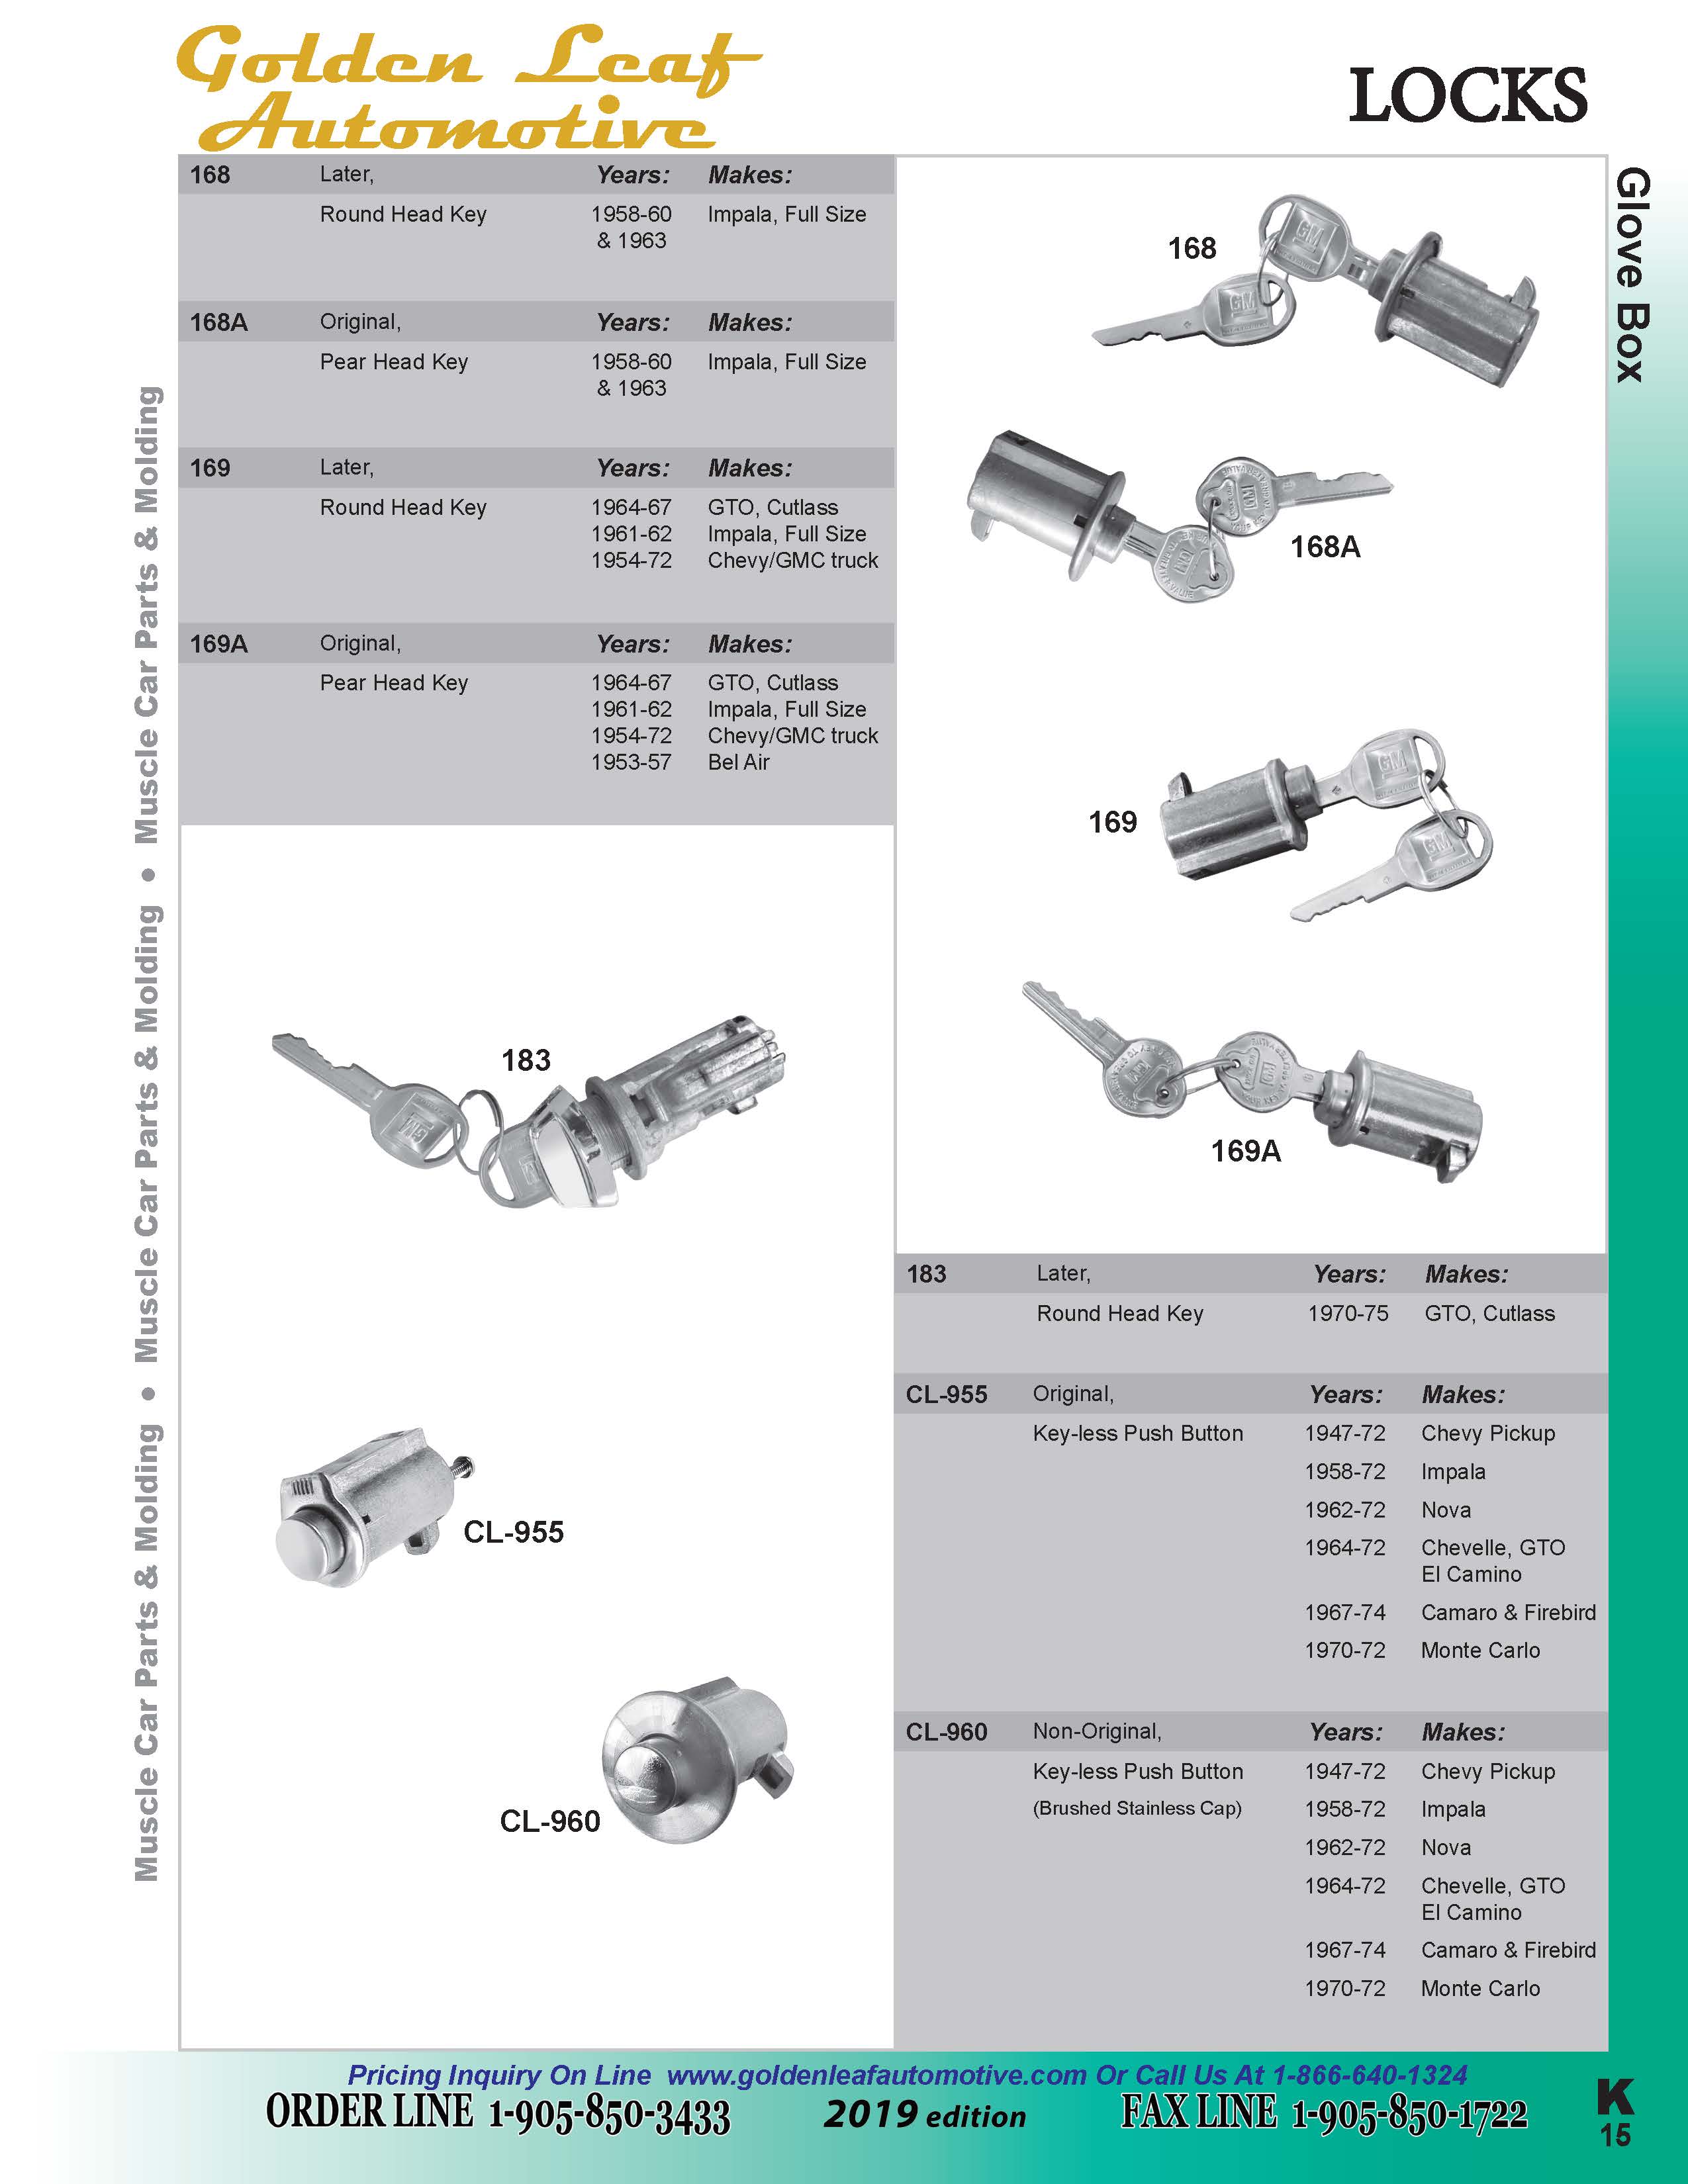 Golden Leaf
Automotive
LOCKS
Glove Box
168 Later, Years: Makes:
Round Head Key 1958-60 Impala, Full Size
& 1963
168A Original, Years: Makes:
Pear Head Key 1958-60 Impala, Full Size
& 1963
169 Later, Years: Makes:
Round Head Key 1964-67 GTO, Cutlass
1961-62 Impala, Full Size
1954-72 Chevy/GMC truck
169A Original, Years: Makes:
Pear Head Key 1964-67 GTO, Cutlass
1961-62 Impala, Full Size
1954-72 Chevy/GMC truck
1953-57 Bel Air
168
168A
169
169A
183
CL-955
CL-960
183 Later, Years: Makes:
Round Head Key 1970-75 GTO, Cutlass
CL-955 Original, Years: Makes:
Key-less Push Button 1947-72 Chevy Pickup
1958-72 Impala
1962-72 Nova
1964-72 Chevelle, GTO
El Camino
1967-74 Camaro & Firebird
1970-72 Monte Carlo
CL-960 Non-Original, Years: Makes:
Key-less Push Button 1947-72 Chevy Pickup
(Brushed Stainless Cap) 1958-72 Impala
1962-72 Nova
1964-72 Chevelle, GTO
El Camino
1967-74 Camaro & Firebird
1970-72 Monte Carlo
Muscle Car Parts & Molding • Muscle Car Parts & Molding • Muscle Car Parts & Molding
Pricing Inquiry On Line www.goldenleafautomotive.com Or Call Us At 1-866-640-1324
ORDER LINE 1-905-850-3433 2019 edition FAX LINE 1-905-850-1722
K
15
GM
GM
GM
GM
GM
GM
GM
GM
GM